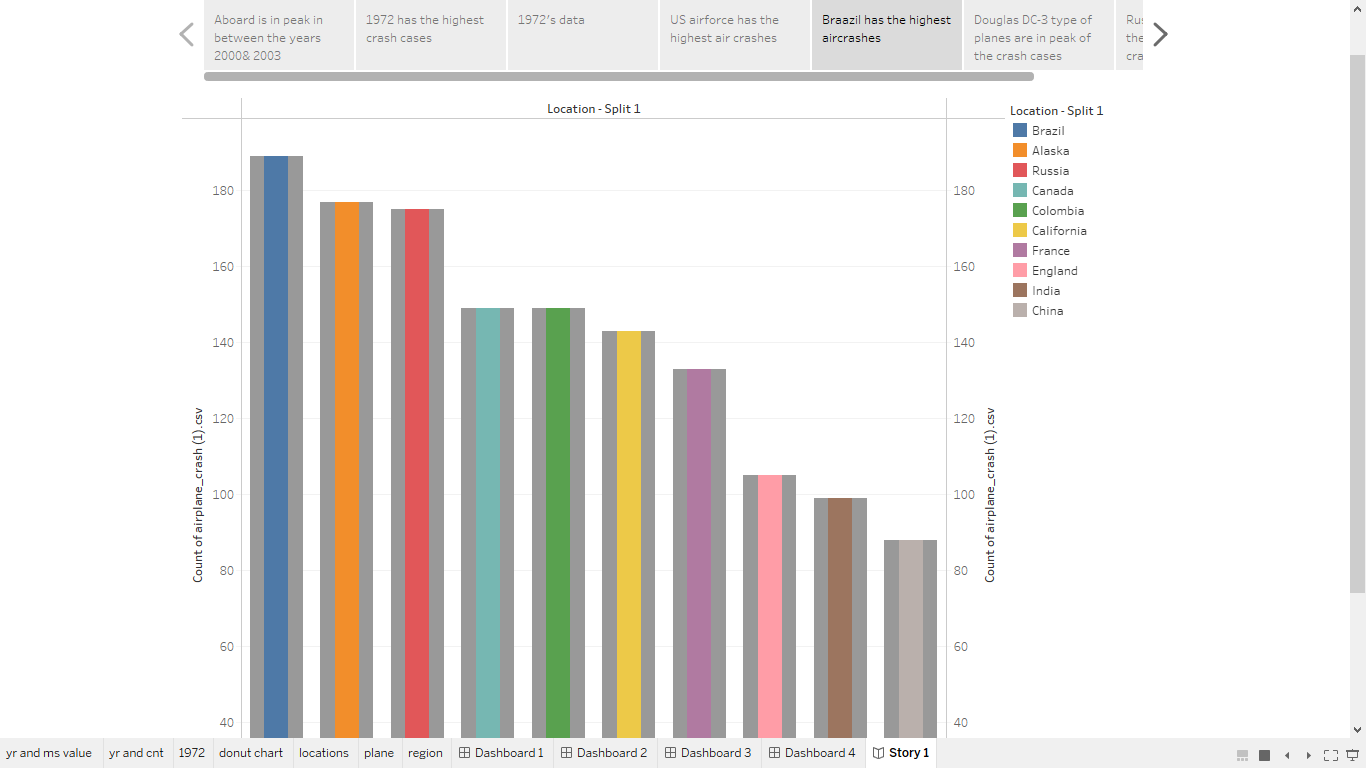 Aboard is in peak in
between the years
2000& 2003
1972 has the highest
crash cases
1972's data
US airforce has the
highest air crashes
Braazil has the highest
aircrashes
Douglas DC-3 type of
planes are in peak of
the crash cases
Location - Split 1
180
160
140
120
100
80
60
40
Count of airplane_crash (1).csv
180
160
140
120
100
80
60
40
Count of airplane_crash (1).csv
Location - Split 1
Brazil
Alaska
Russia
Canada
Colombia
California
France
England
India
China
yr and ms value yr and cnt 1972 donut chart locations plane region Dashboard 1 Dashboard 2 Dashboard 3 Dashboard 4 Story 1